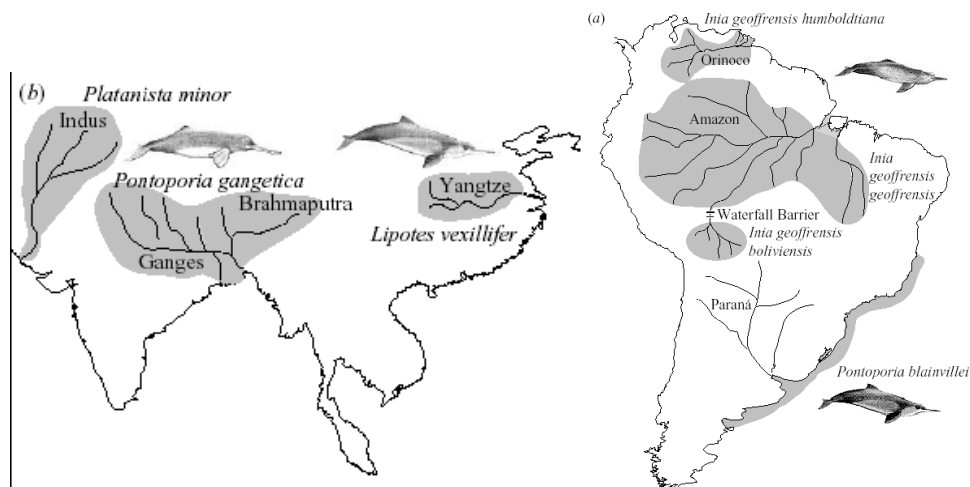 (b)
Platanista minor
Indus
Pontoporia gangetica
Brahmaputra
Ganges
Yangtze
Lipotes vexillifer
(a)
Inia geoffrensis humboldtiana
Orinoco
Amazon
Inia
geoffrensis
geoffrensis
Waterfall Barrier
Inia geoffrensis
boliviensis
Paraná
Pontoporia blainvillei